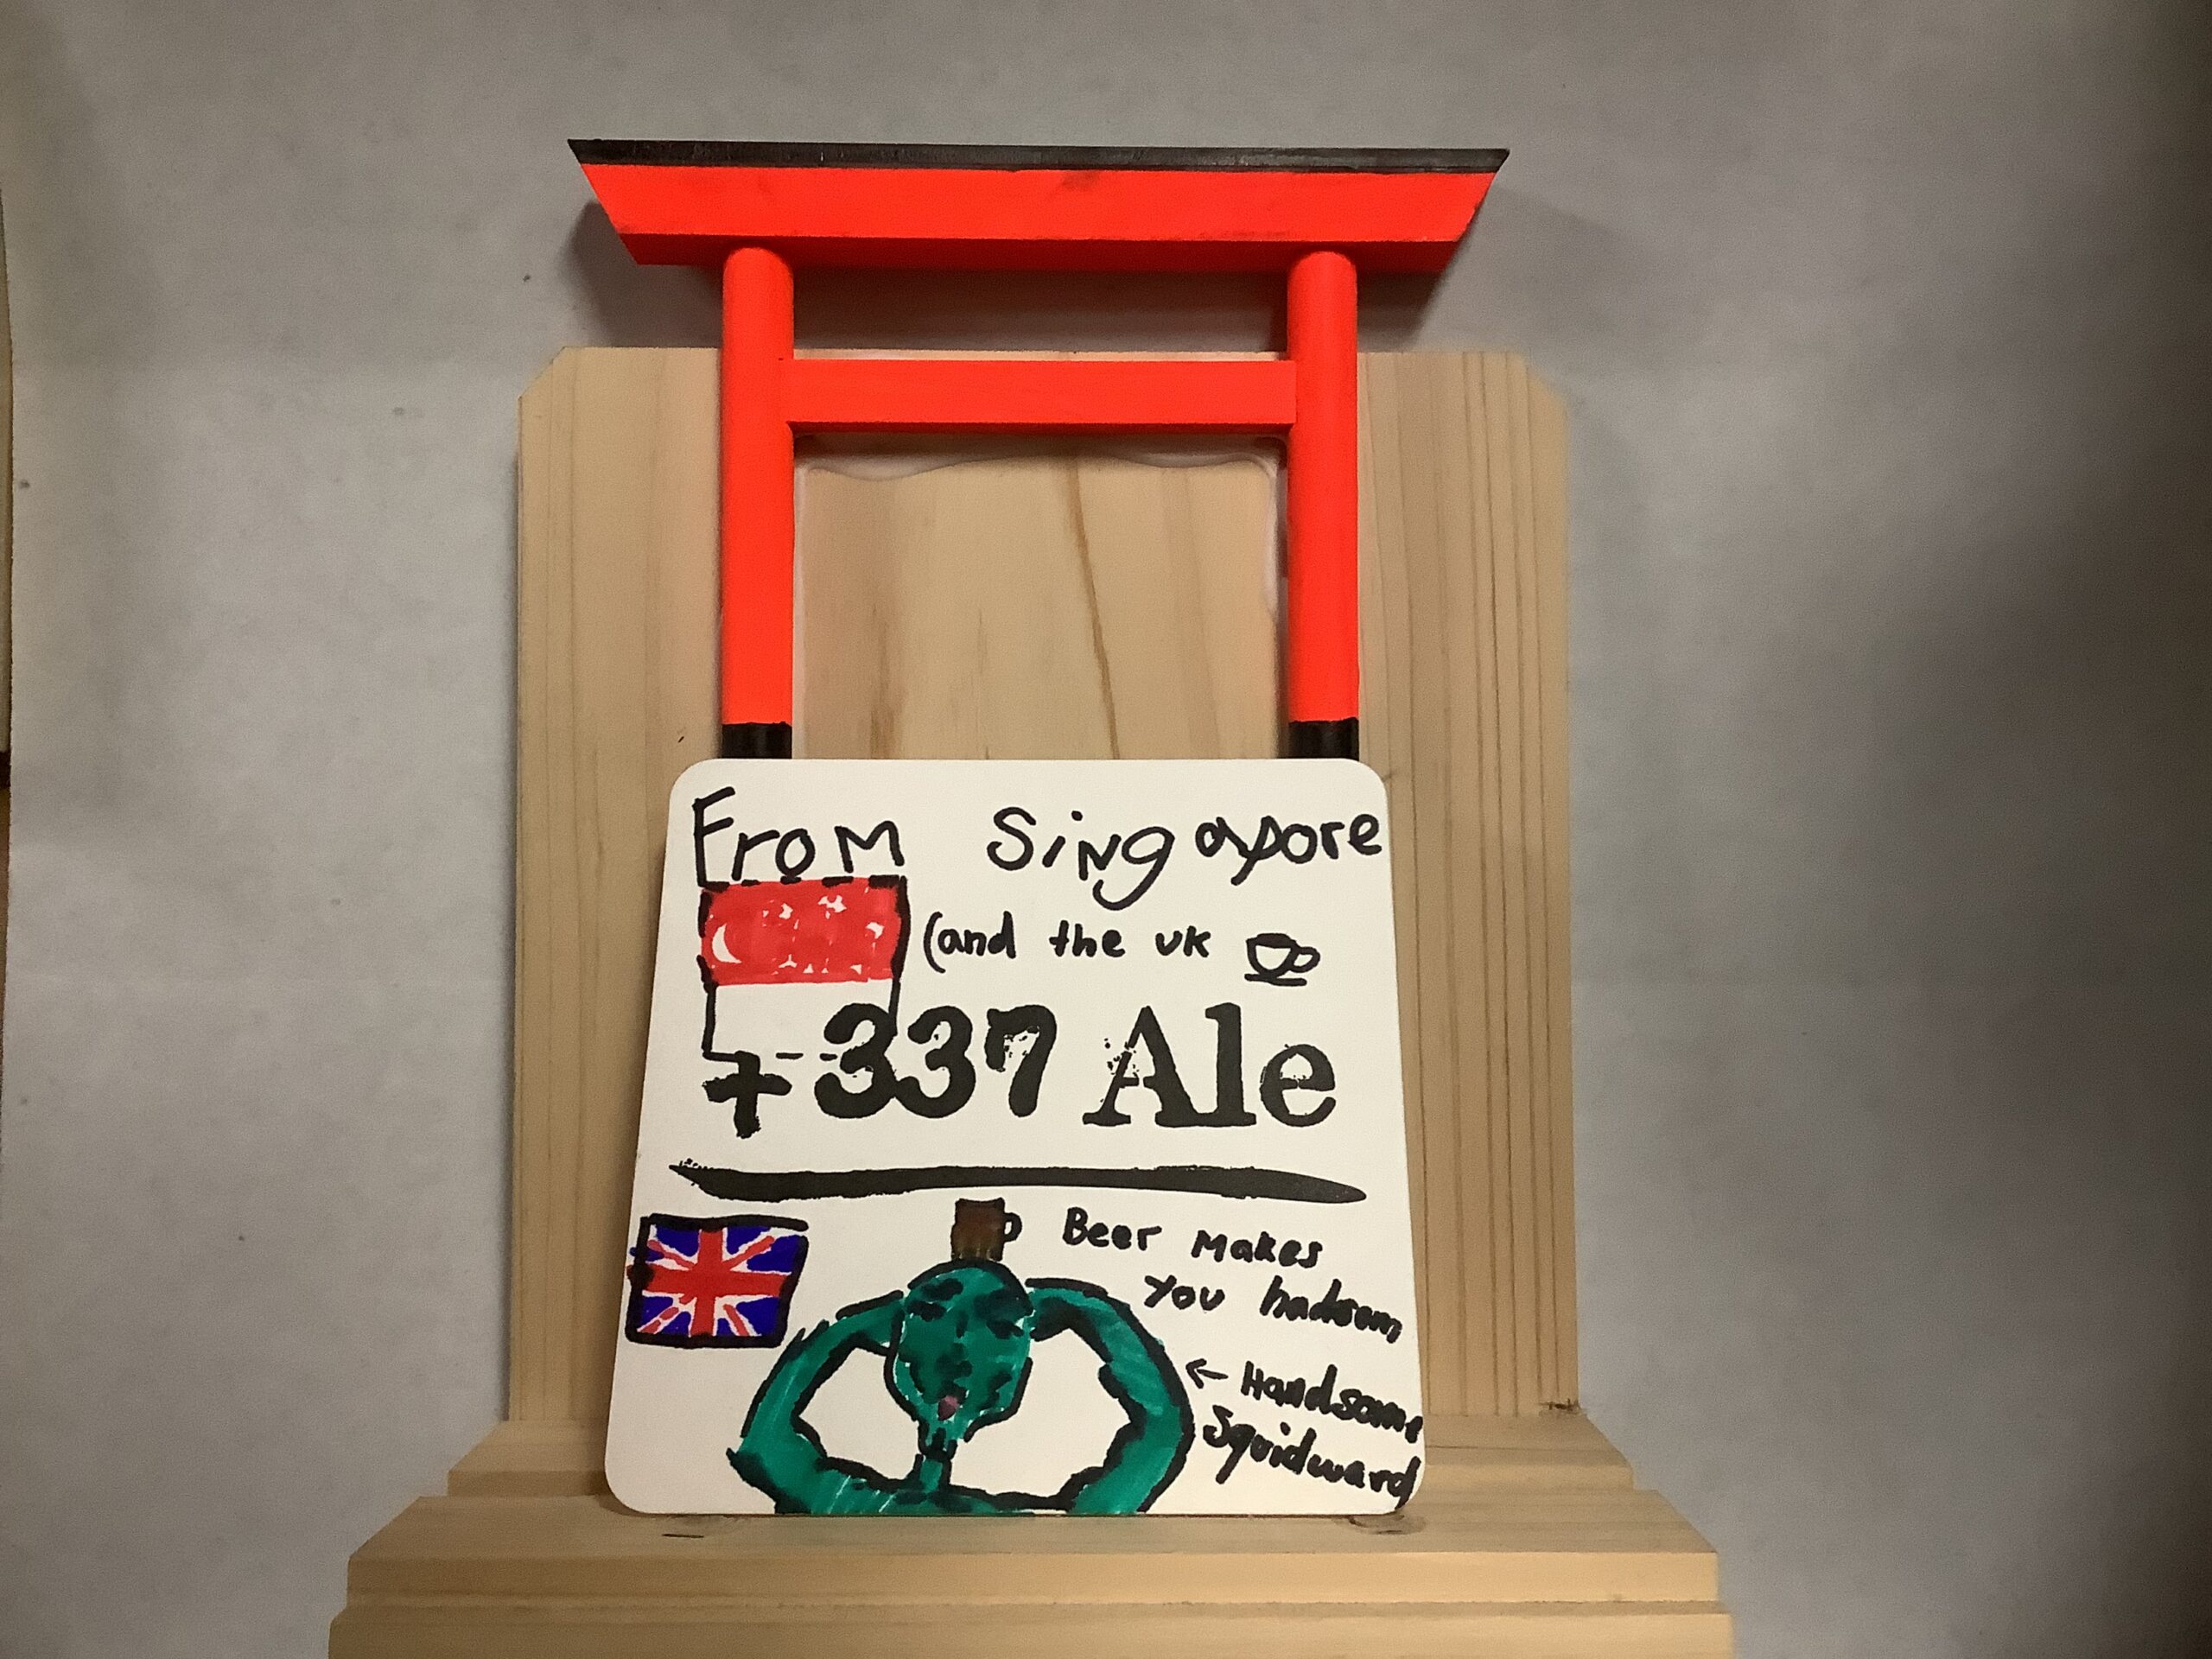 From Singapore
(and the UK
+337 Ale
Beer makes
you hadsom
← Handsome
Squidward